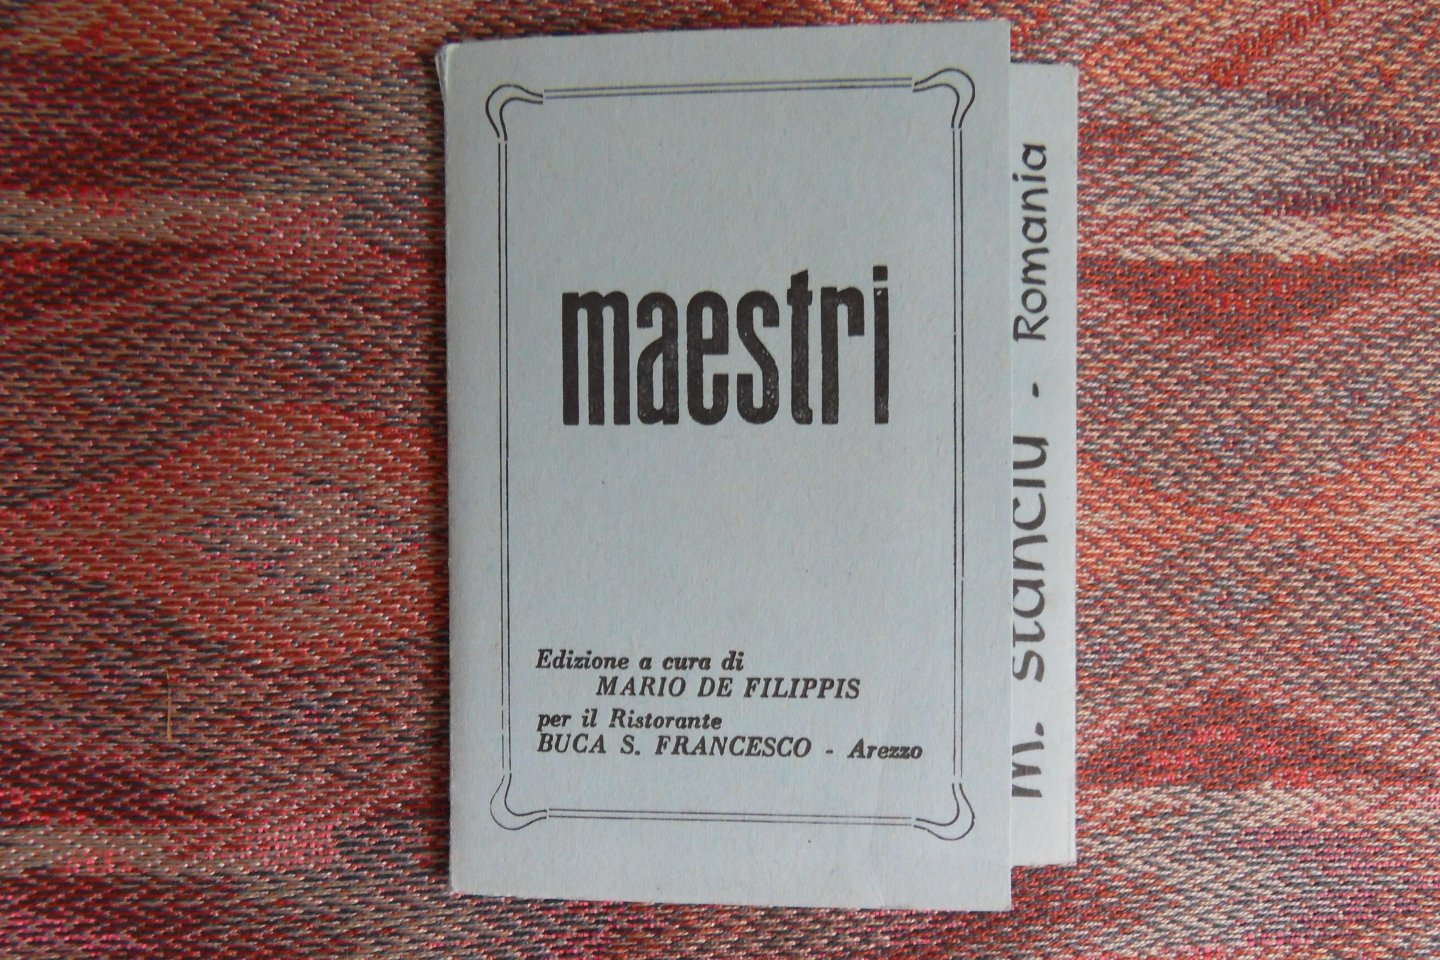 maestri
Edizione a cura di
MARIO DE FILIPPIS
per il Ristorante
BUCA S. FRANCESCO - Arezzo
M. Stanciu - Romania